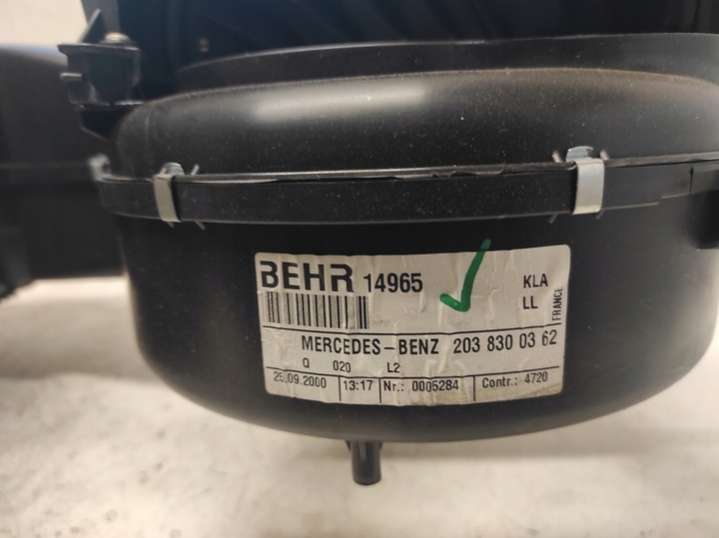 BEHR 14965 KLA
LL
FRANCE
MERCEDES-BENZ 203 830 03 62
Q 020 L2
25.09.2000 13:17 Nr.: 0005284 Contr.: 4720